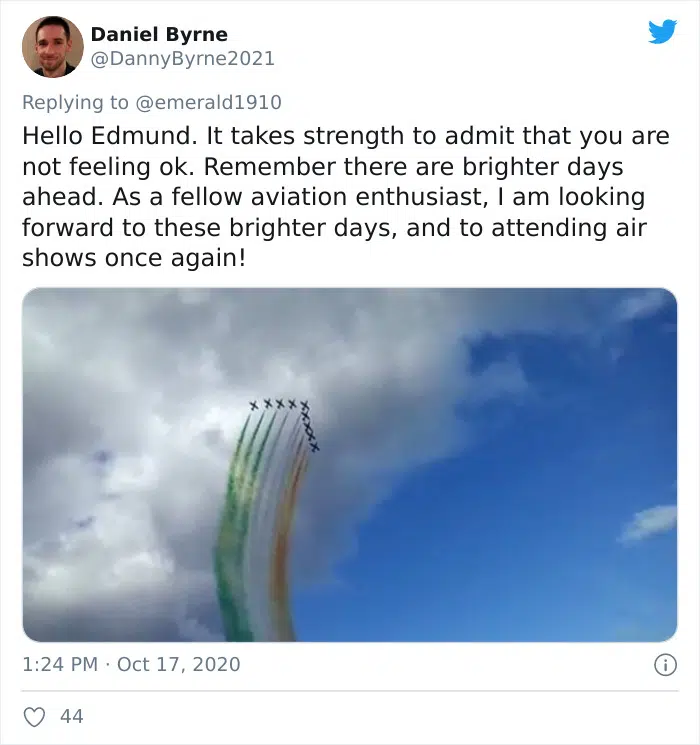 Daniel Byrne
@DannyByrne2021
Replying to @emerald1910
Hello Edmund. It takes strength to admit that you are
not feeling ok. Remember there are brighter days
ahead. As a fellow aviation enthusiast, I am looking
forward to these brighter days, and to attending air
shows once again!
1:24 PM · Oct 17, 2020
44